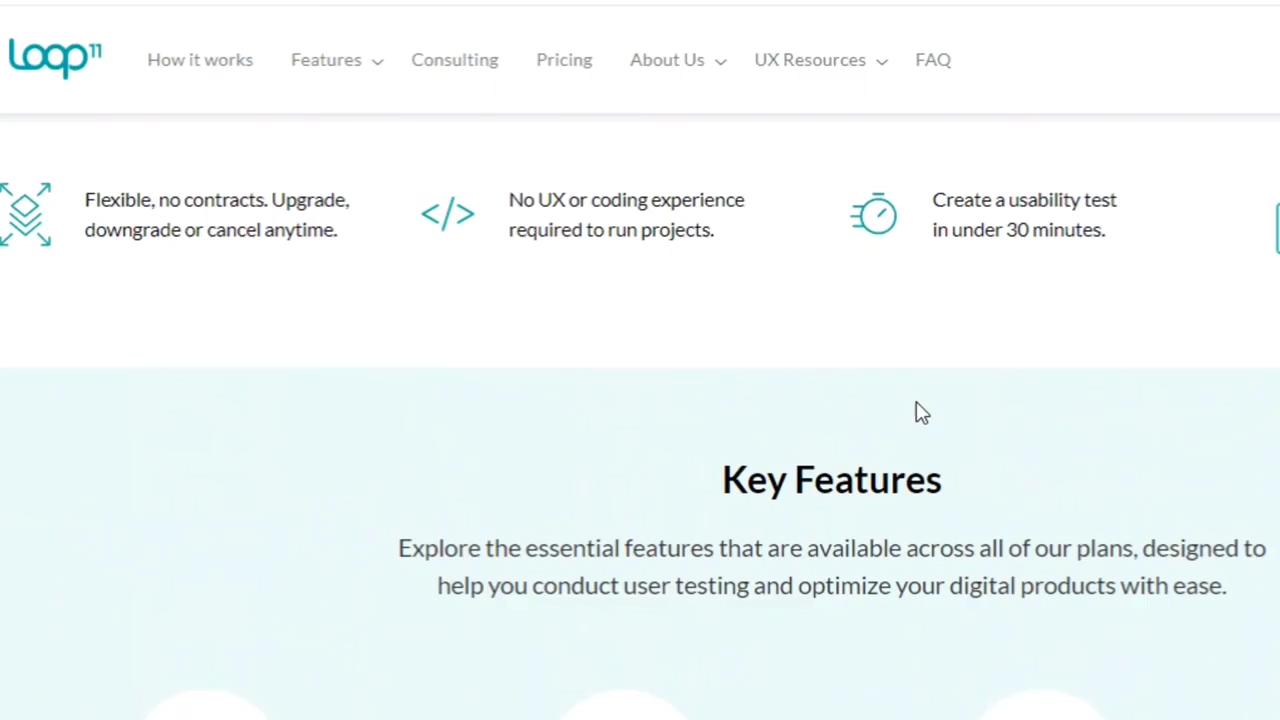 Loop11
How it works Features Consulting Pricing About Us UX Resources FAQ
Flexible, no contracts. Upgrade,
downgrade or cancel anytime.
No UX or coding experience
required to run projects.
Create a usability test
in under 30 minutes.
Key Features
Explore the essential features that are available across all of our plans, designed to
help you conduct user testing and optimize your digital products with ease.